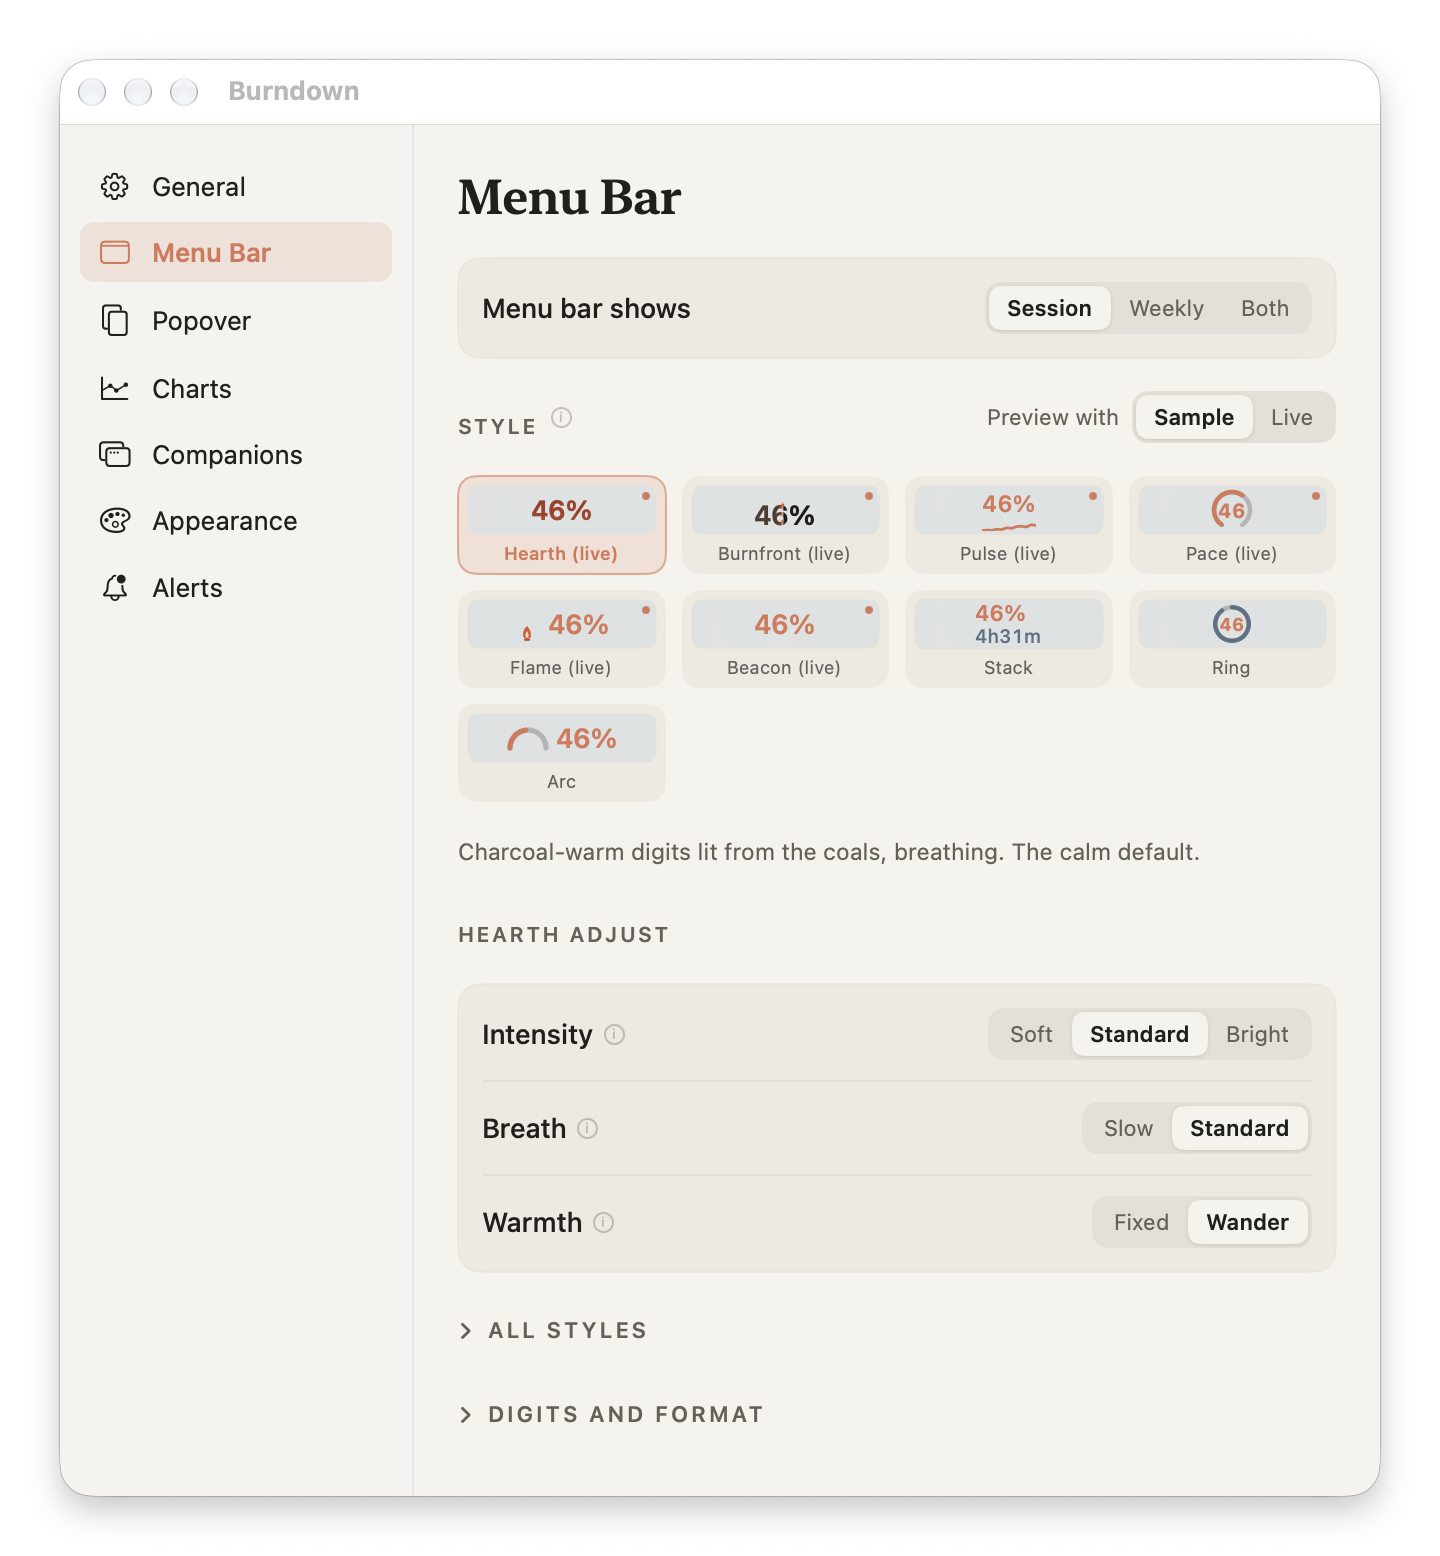 Burndown
General
Menu Bar
Popover
Charts
Companions
Appearance
Alerts
Menu Bar
Menu bar shows
Session Weekly Both
STYLE
Preview with Sample Live
46%
Hearth (live)
46%
Burnfront (live)
46%
Pulse (live)
46
Pace (live)
46%
Flame (live)
46%
Beacon (live)
46%
4h31m
Stack
46
Ring
46%
Arc
Charcoal-warm digits lit from the coals, breathing. The calm default.
HEARTH ADJUST
Intensity Soft Standard Bright
Breath Slow Standard
Warmth Fixed Wander
ALL STYLES
DIGITS AND FORMAT